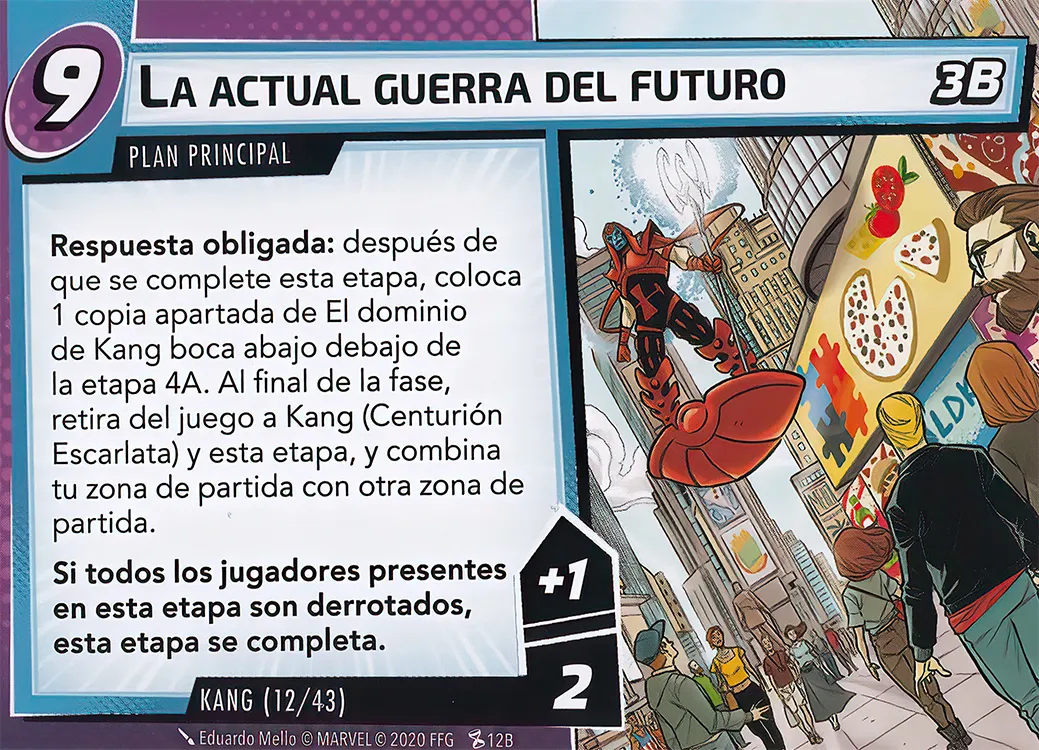 9
LA ACTUAL GUERRA DEL FUTURO
3B
PLAN PRINCIPAL
Respuesta obligada: después de
que se complete esta etapa, coloca
1 copia apartada de El dominio
de Kang boca abajo debajo de
la etapa 4A. Al final de la fase,
retira del juego a Kang (Centurión
Escarlata) y esta etapa, y combina
tu zona de partida con otra zona de
partida.
Si todos los jugadores presentes
en esta etapa son derrotados,
esta etapa se completa.
+1
2
LDK
KANG (12/43)
Eduardo Mello © MARVEL © 2020 FFG 12B